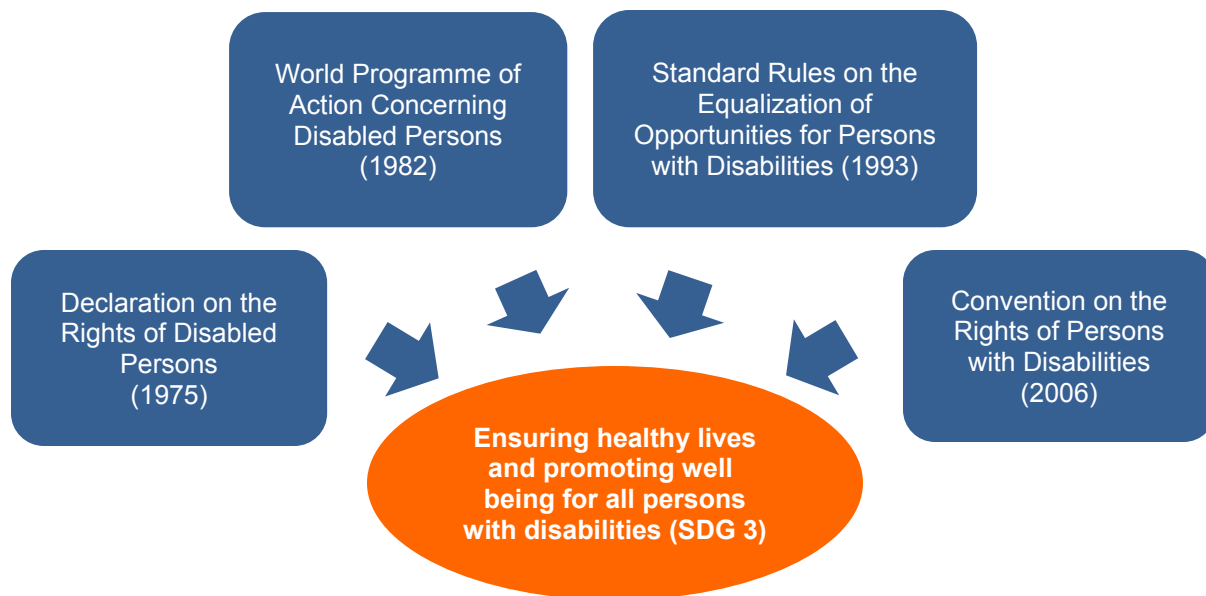 World Programme of
Action Concerning
Disabled Persons
(1982)
Standard Rules on the
Equalization of
Opportunities for Persons
with Disabilities (1993)
Declaration on the
Rights of Disabled
Persons
(1975)
Convention on the
Rights of Persons
with Disabilities
(2006)
Ensuring healthy lives
and promoting well
being for all persons
with disabilities (SDG 3)